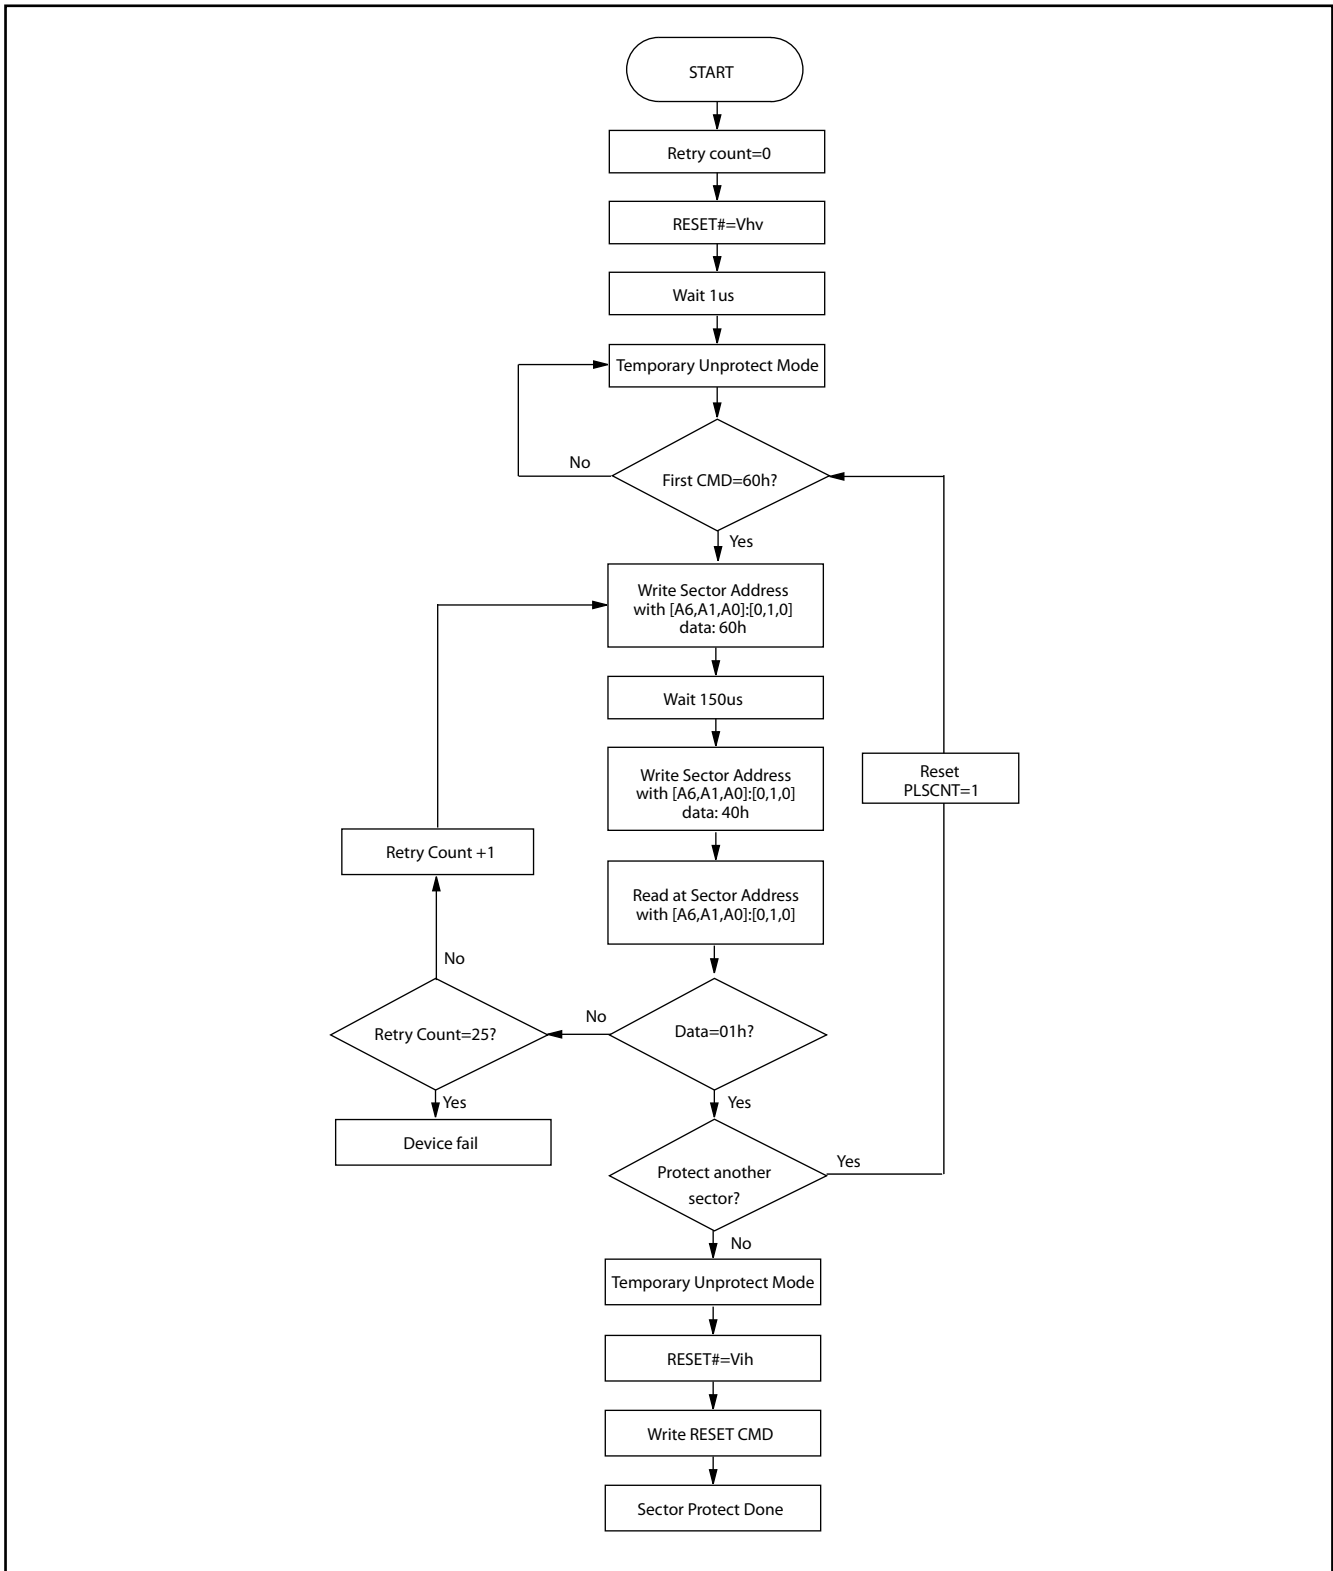 START
Retry count=0
RESET#=Vhv
Wait 1us
Temporary Unprotect Mode
No
First CMD=60h?
Yes
Write Sector Address
with [A6,A1,A0]:[0,1,0]
data: 60h
Wait 150us
Write Sector Address
with [A6,A1,A0]:[0,1,0]
data: 40h
Reset
PLSCNT=1
Retry Count +1
Read at Sector Address
with [A6,A1,A0]:[0,1,0]
No
Retry Count=25?
No
Data=01h?
Yes
Yes
Device fail
Protect another
sector?
Yes
No
Temporary Unprotect Mode
RESET#=Vih
Write RESET CMD
Sector Protect Done